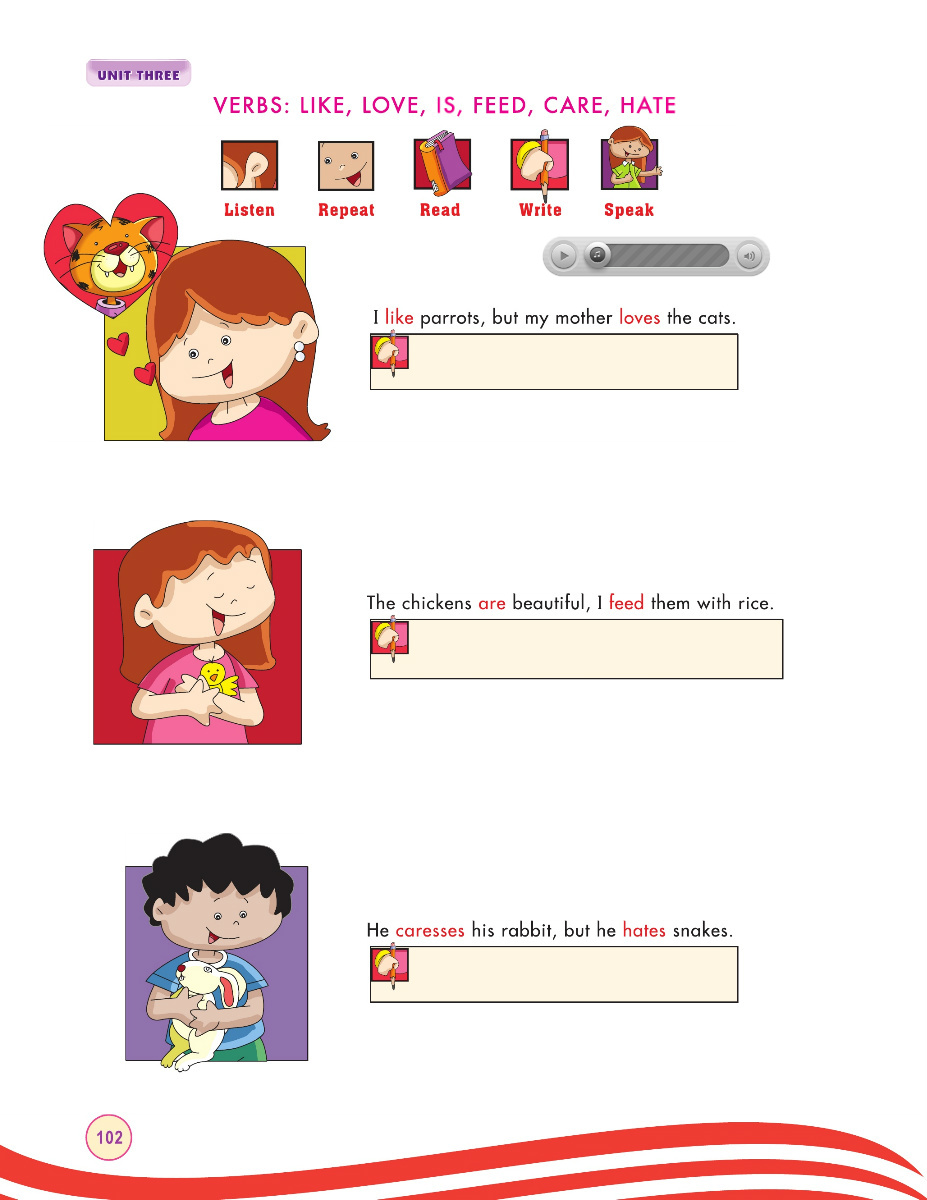 UNIT THREE
VERBS: LIKE, LOVE, IS, FEED, CARE, HATE
Listen Repeat Read Write Speak
I like parrots, but my mother loves the cats.
The chickens are beautiful, I feed them with rice.
He caresses his rabbit, but he hates snakes.
102